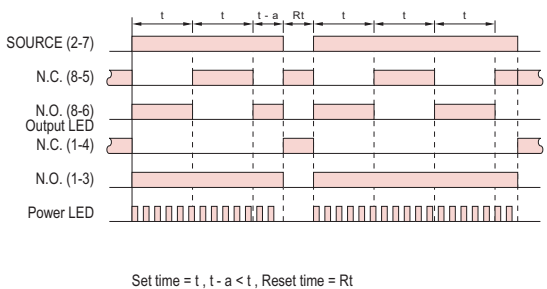 t t t - a Rt t t t
SOURCE (2-7)
N.C. (8-5)
N.O. (8-6)
Output LED
N.C. (1-4)
N.O. (1-3)
Power LED
Set time = t , t - a < t , Reset time = Rt